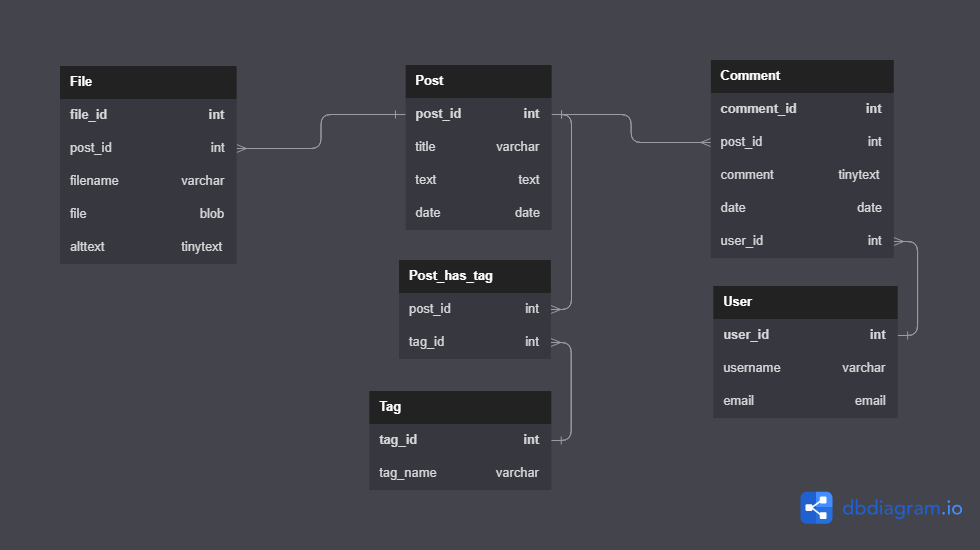 File
file_id int
post_id int
filename varchar
file blob
alttext tinytext
Post
post_id int
title varchar
text text
date date
Post_has_tag
post_id int
tag_id int
Tag
tag_id int
tag_name varchar
Comment
comment_id int
post_id int
comment tinytext
date date
user_id int
User
user_id int
username varchar
email email
dbdiagram.io